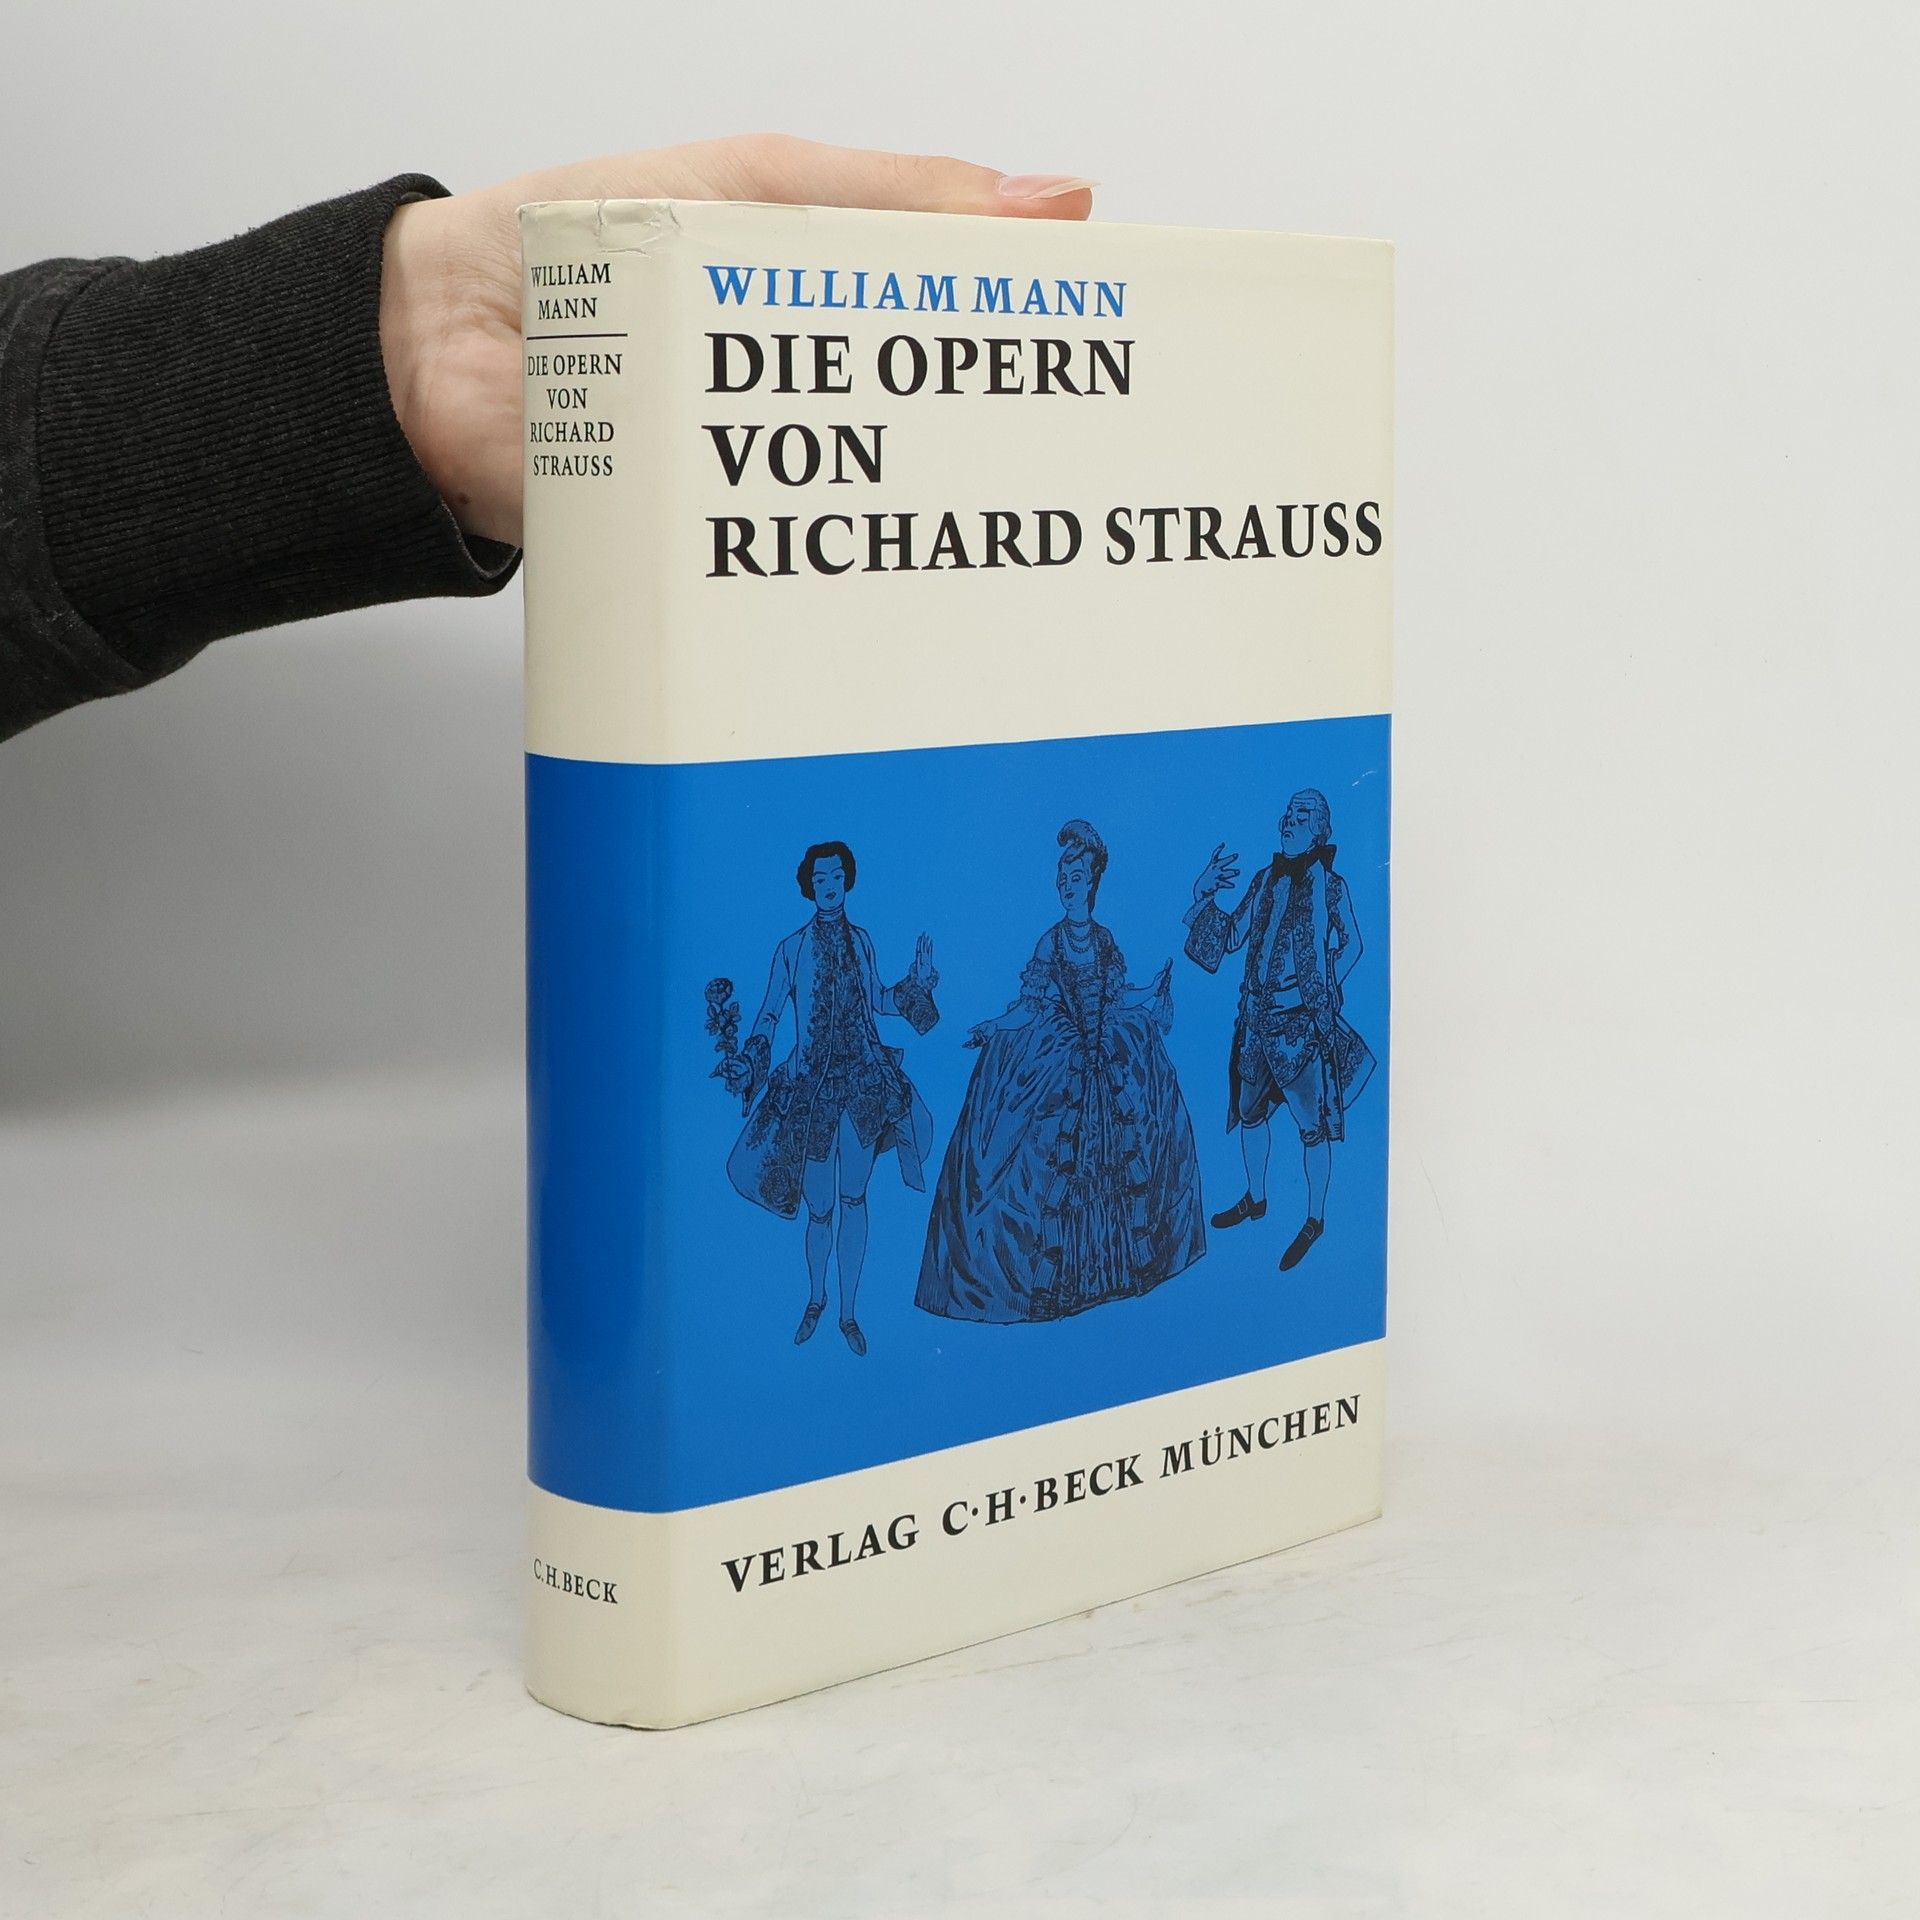 WILLIAM
MANN
DIE OPERN
VON
RICHARD
STRAUSS
C.H.BECK
WILLIAM MANN
DIE OPERN
VON
RICHARD STRAUSS
VERLAG C·H·BECK MÜNCHEN